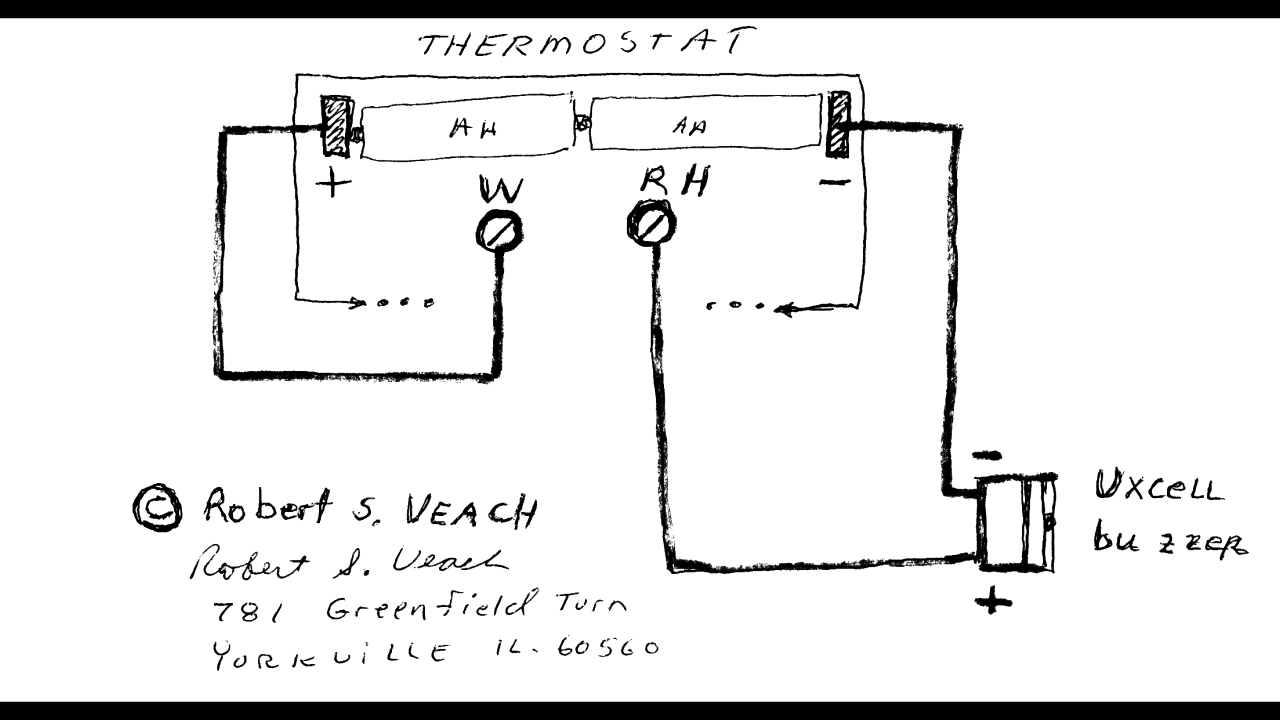 THERMOSTAT
AA AA
+ W RH -
-
UXCELL
buzzer
+
© Robert S. VEACH
Robert S. Veach
781 Greenfield Turn
YORKVILLE IL. 60560